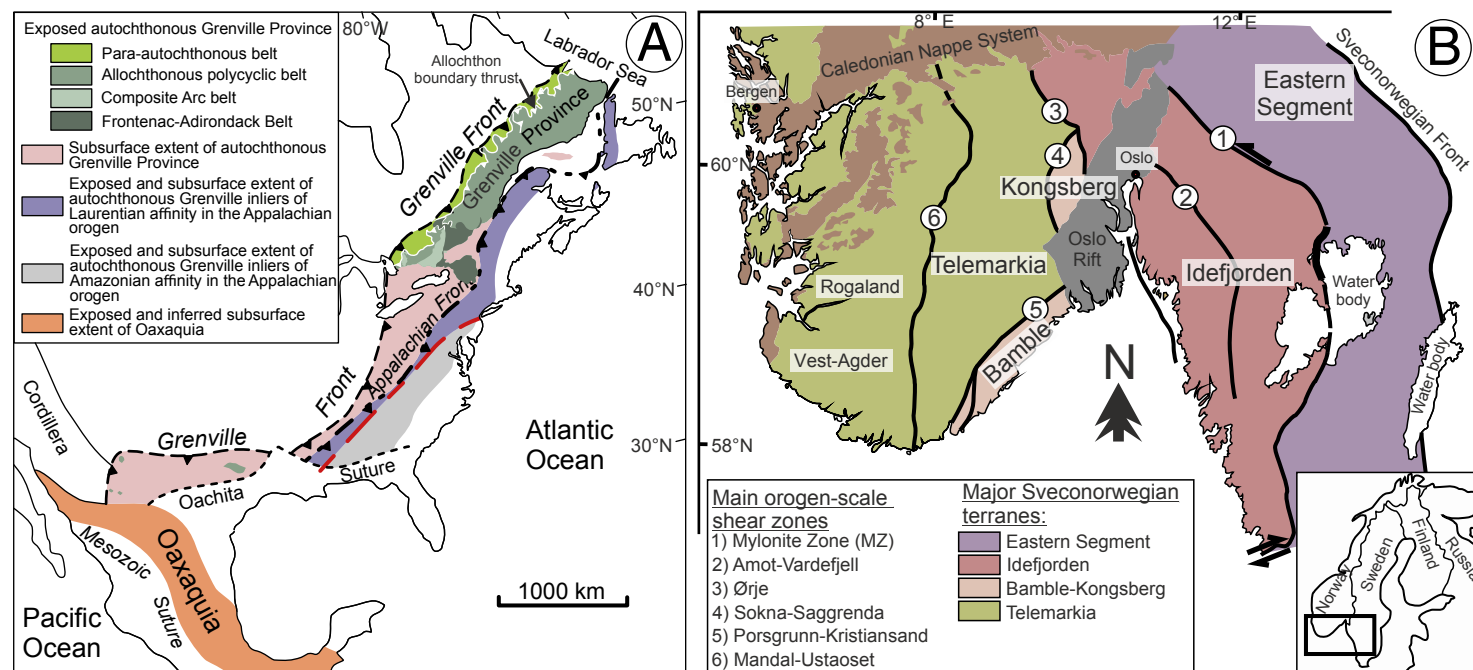 Exposed autochthonous Grenville Province
Para-autochthonous belt
Allochthonous polycyclic belt
Composite Arc belt
Frontenac-Adirondack Belt
Subsurface extent of autochthonous
Grenville Province
Exposed and subsurface extent of
autochthonous Grenville inliers of
Laurentian affinity in the Appalachian
orogen
Exposed and subsurface extent of
autochthonous Grenville inliers of
Amazonian affinity in the Appalachian
orogen
Exposed and inferred subsurface
extent of Oaxaquia
80°W
A
Labrador Sea
Allochthon
boundary thrust
50°N
Grenville Front
Grenville Province
40°N
Appalachian Front
Front
Grenville
30°N
Suture
Oachita
Cordillera
Atlantic
Ocean
Oaxaquia
Mesozoic
Suture
Pacific
Ocean
1000 km
8° E
12° E
B
Caledonian Nappe System
Sveconorwegian Front
Eastern
Segment
Bergen
3
1
60°N
4
Oslo
Kongsberg
2
6
Oslo
Rift
Telemarkia
Idefjorden
Water
body
Rogaland
5
Vest-Agder
Bamble
N
Water body
58°N
Main orogen-scale
shear zones
1) Mylonite Zone (MZ)
2) Amot-Vardefjell
3) Ørje
4) Sokna-Saggrenda
5) Porsgrunn-Kristiansand
6) Mandal-Ustaoset
Major Sveconorwegian
terranes:
Eastern Segment
Idefjorden
Bamble-Kongsberg
Telemarkia
Norway
Sweden
Finland
Russia